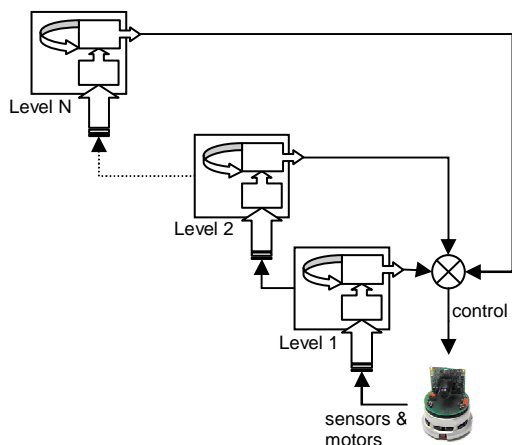 Level N
Level 2
Level 1
control
sensors &
motors